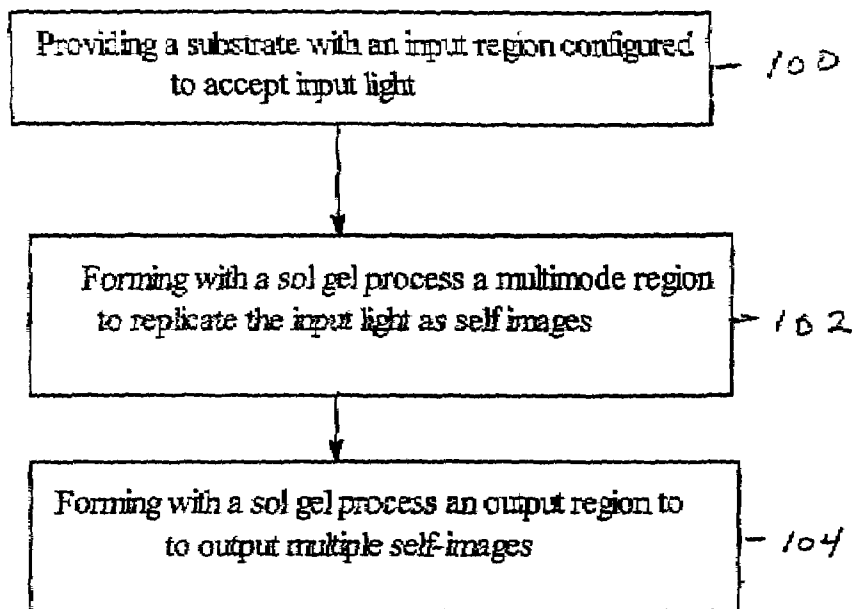 Providing a substrate with an input region configured
to accept input light
100
Forming with a sol gel process a multimode region
to replicate the input light as self images
102
Forming with a sol gel process an output region to
to output multiple self-images
104